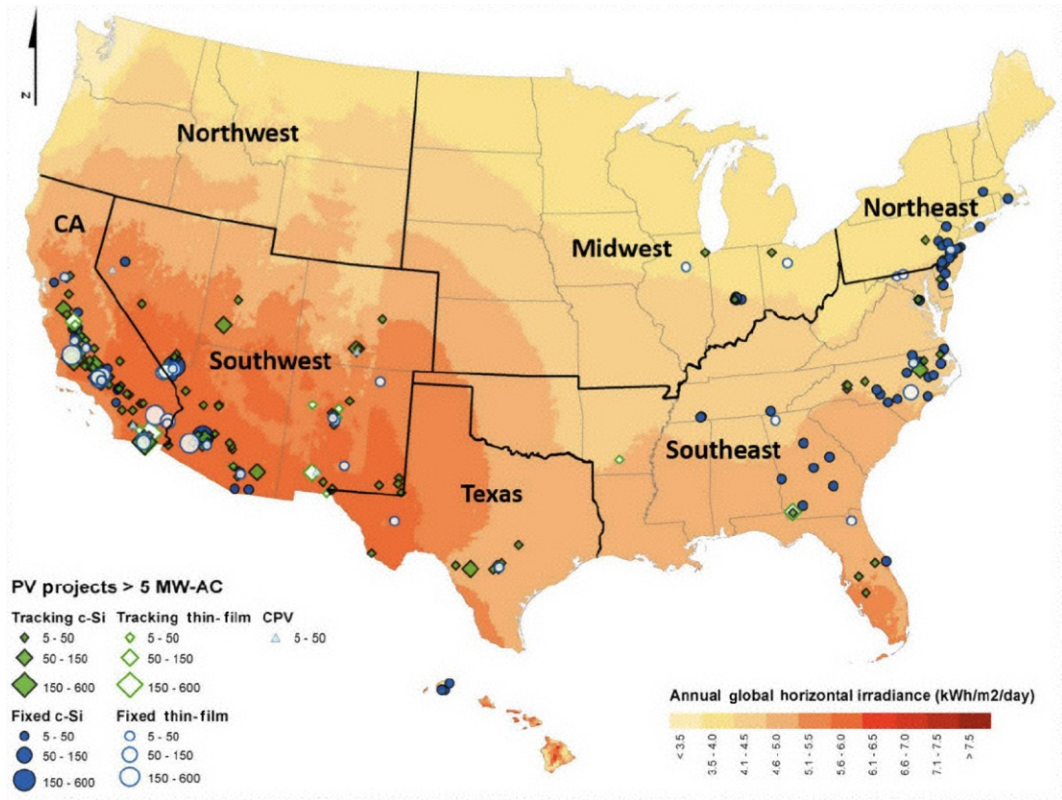 Northwest
CA
Northeast
Midwest
Southwest
Southeast
Texas
N
PV projects > 5 MW-AC
Tracking c-Si Tracking thin-film CPV
5 - 50 5 - 50 5 - 50
50 - 150 50 - 150
150 - 600 150 - 600
Fixed c-Si Fixed thin-film
5 - 50 5 - 50
50 - 150 50 - 150
150 - 600 150 - 600
Annual global horizontal irradiance (kWh/m2/day)
< 3.5 3.5 - 4.0 4.1 - 4.5 4.6 - 5.0 5.1 - 5.5 5.6 - 6.0 6.1 - 6.5 6.6 - 7.0 7.1 - 7.5 > 7.5